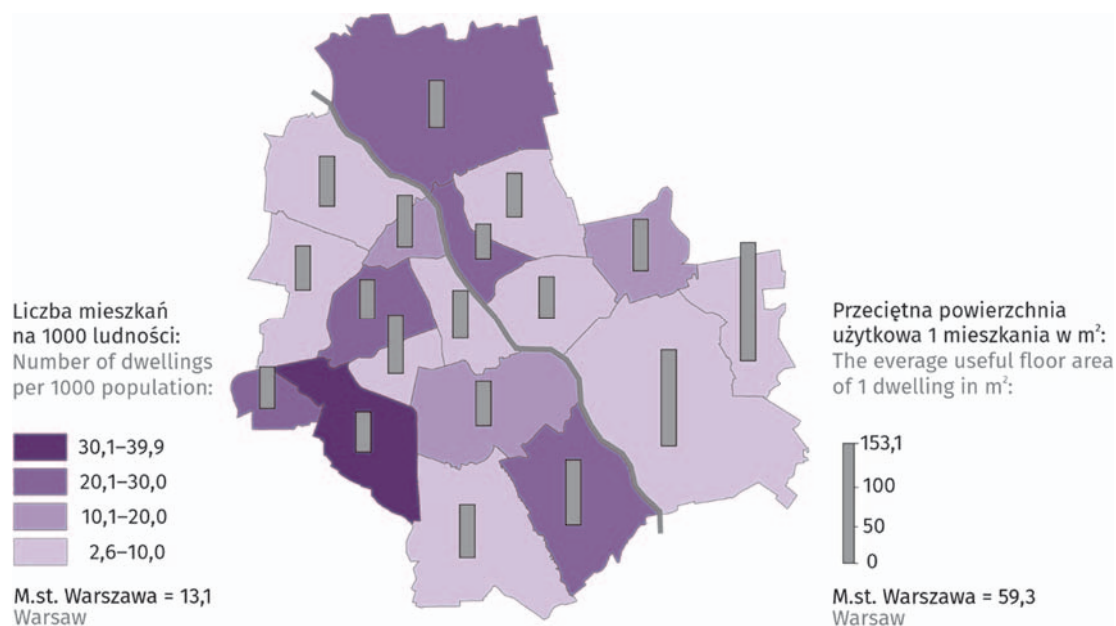 Liczba mieszkań
na 1000 ludności:
Number of dwellings
per 1000 population:
30,1–39,9
20,1–30,0
10,1–20,0
2,6–10,0
M.st. Warszawa = 13,1
Warsaw
Przeciętna powierzchnia
użytkowa 1 mieszkania w m²:
The everage useful floor area
of 1 dwelling in m²:
153,1
100
50
0
M.st. Warszawa = 59,3
Warsaw